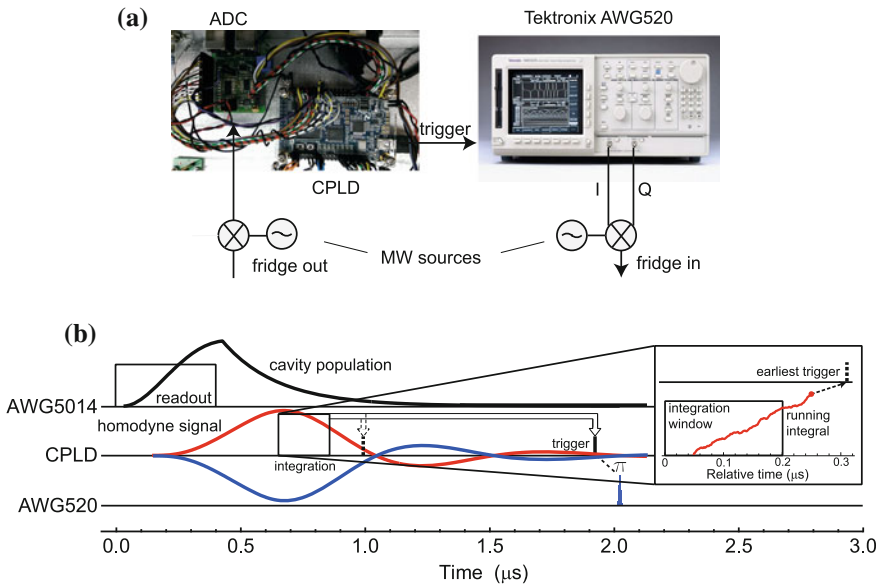 (a)
ADC
Tektronix AWG520
trigger
CPLD
I
Q
MW sources
fridge out
fridge in
(b)
cavity population
readout
AWG5014
homodyne signal
CPLD
integration
trigger
π
AWG520
earliest trigger
integration
window
running
integral
0 0.1 0.2 0.3
Relative time (μs)
0.0 0.5 1.0 1.5 2.0 2.5 3.0
Time (μs)